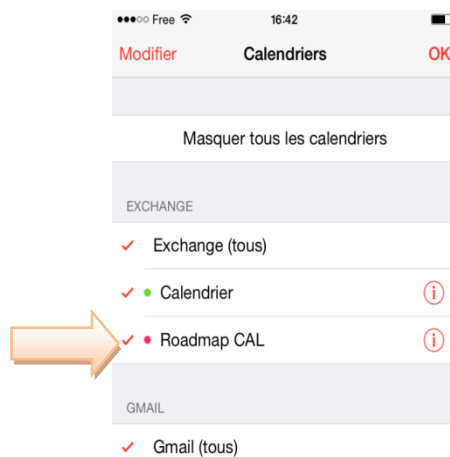 Free 16:42
Modifier Calendriers OK
Masquer tous les calendriers
EXCHANGE
Exchange (tous)
Calendrier
Roadmap CAL
GMAIL
Gmail (tous)